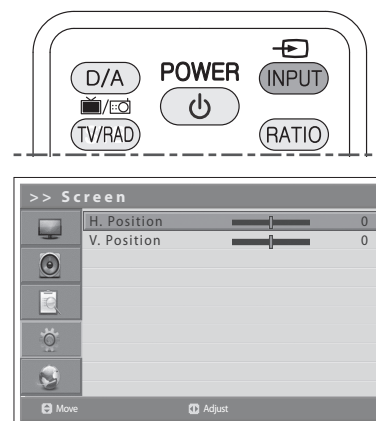 D/A
POWER
INPUT
TV/RAD
RATIO
>> Screen
H. Position 0
V. Position 0
Move Adjust